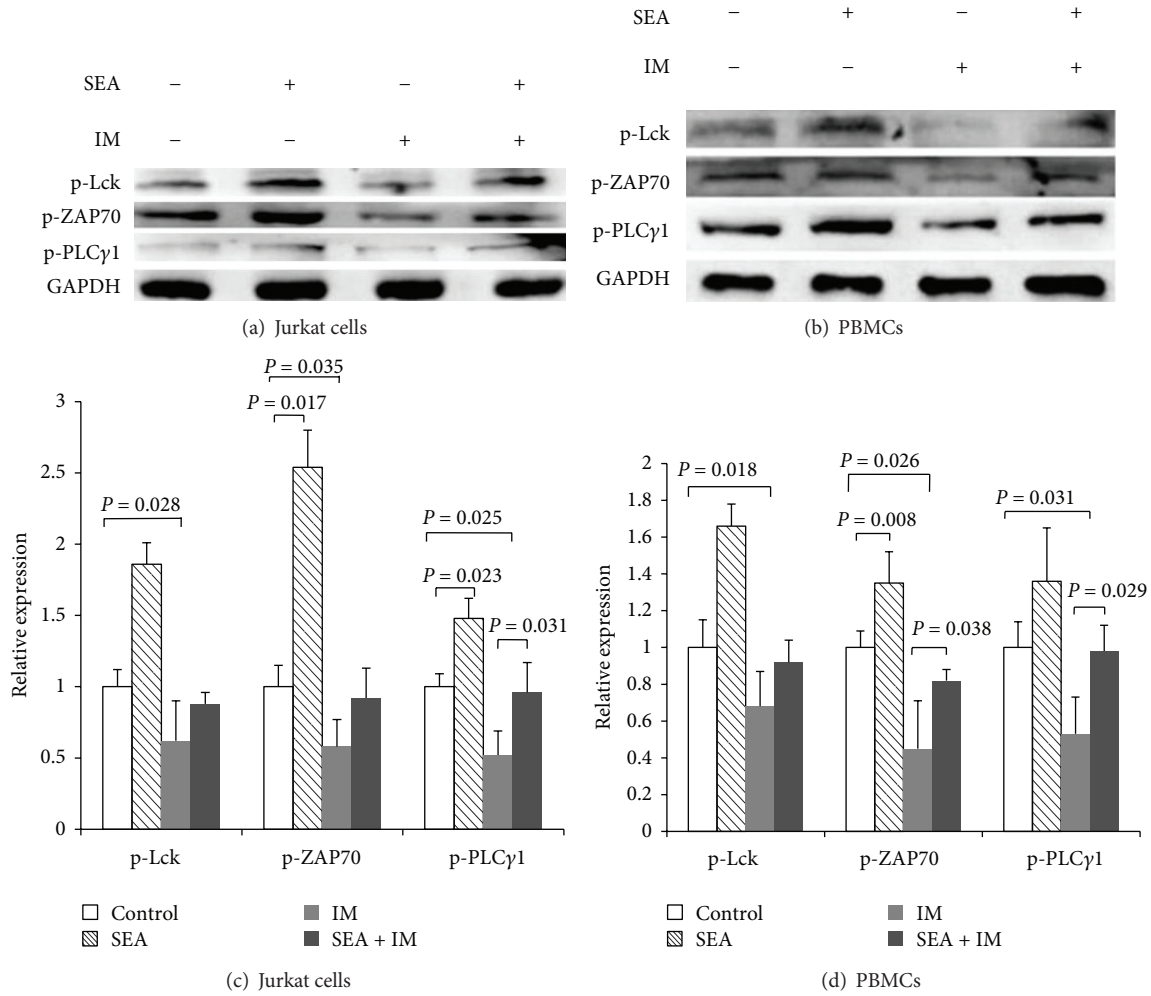 SEA − + − +
IM − − + +
p-Lck
p-ZAP70
p-PLCγ1
GAPDH
(a) Jurkat cells
SEA − + − +
IM − − + +
p-Lck
p-ZAP70
p-PLCγ1
GAPDH
(b) PBMCs
Relative expression
3
2.5
2
1.5
1
0.5
0
P = 0.028
P = 0.035
P = 0.017
P = 0.025
P = 0.023
P = 0.031
p-Lck p-ZAP70 p-PLCγ1
Control IM
SEA SEA + IM
(c) Jurkat cells
Relative expression
2
1.8
1.6
1.4
1.2
1
0.8
0.6
0.4
0.2
0
P = 0.018
P = 0.026
P = 0.008
P = 0.038
P = 0.031
P = 0.029
p-Lck p-ZAP70 p-PLCγ1
Control IM
SEA SEA + IM
(d) PBMCs